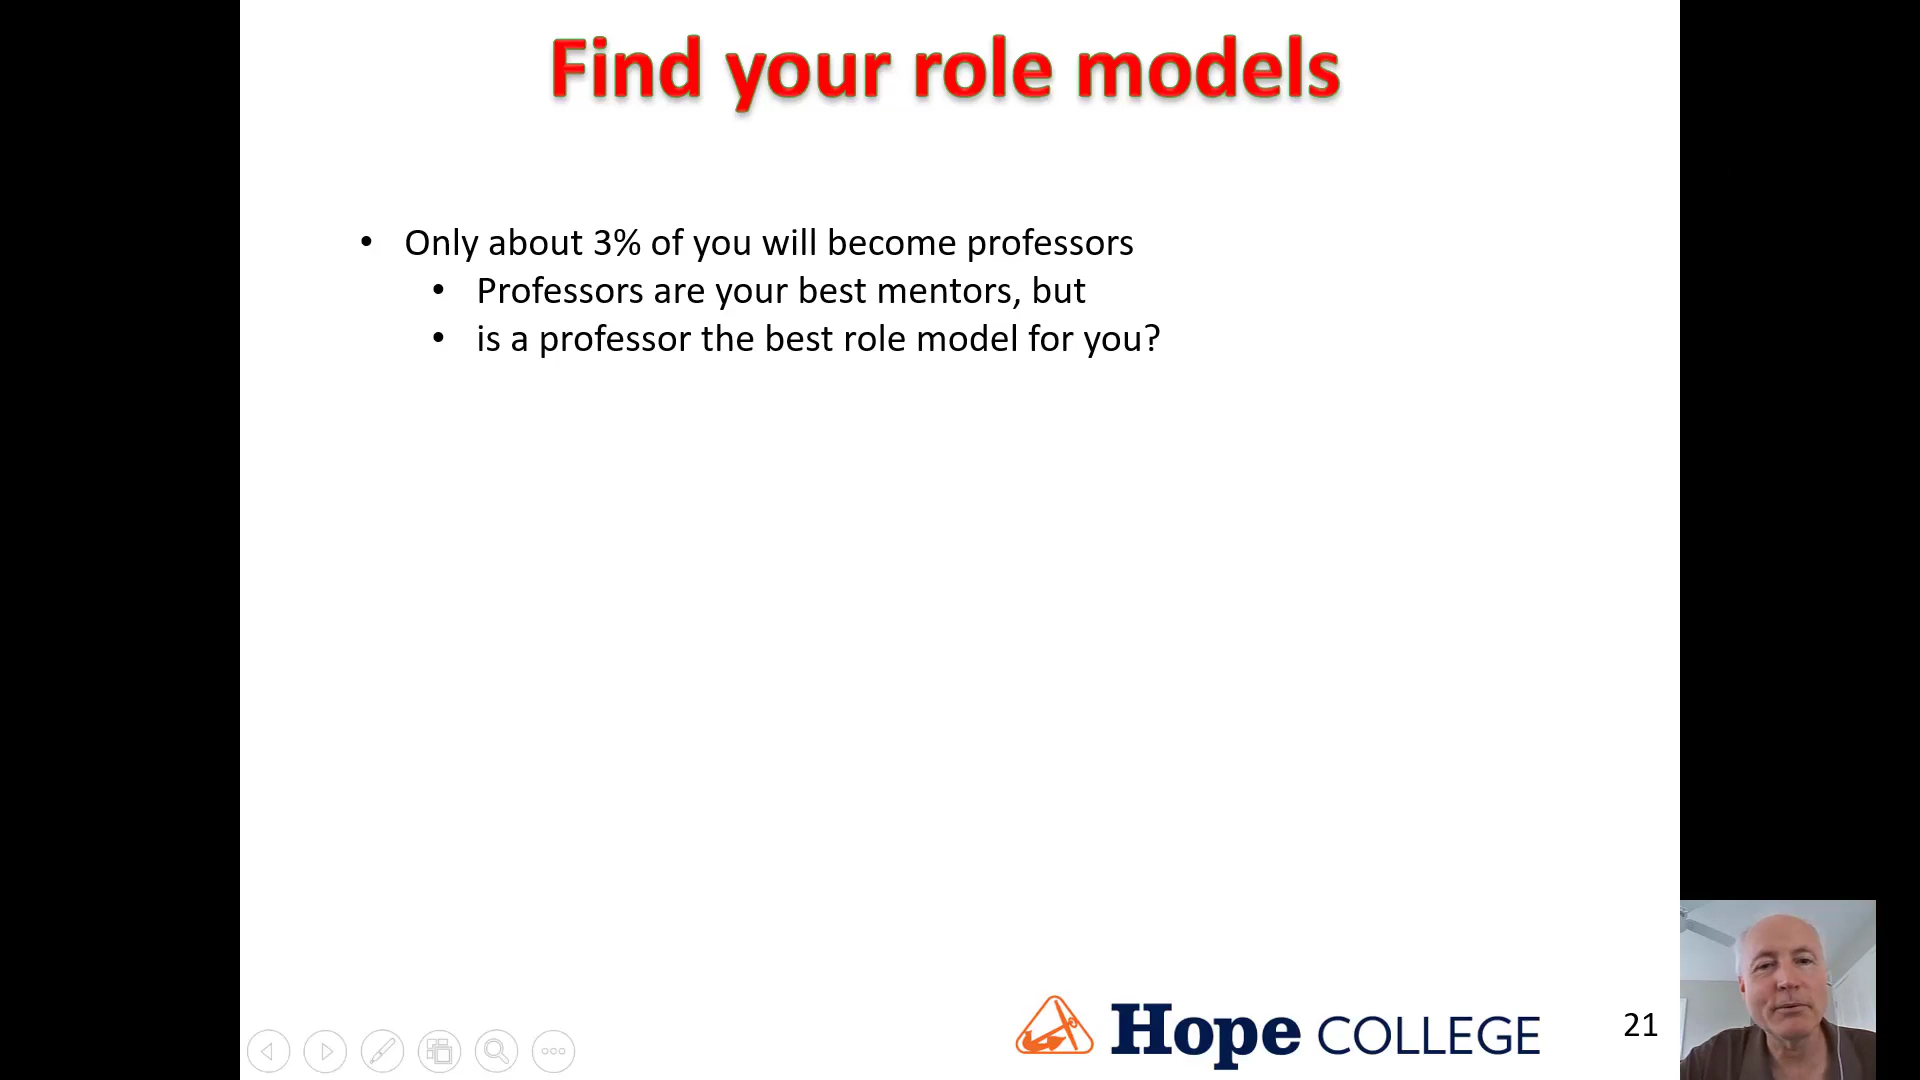 Find your role models
• Only about 3% of you will become professors
• Professors are your best mentors, but
• is a professor the best role model for you?
Hope COLLEGE
21